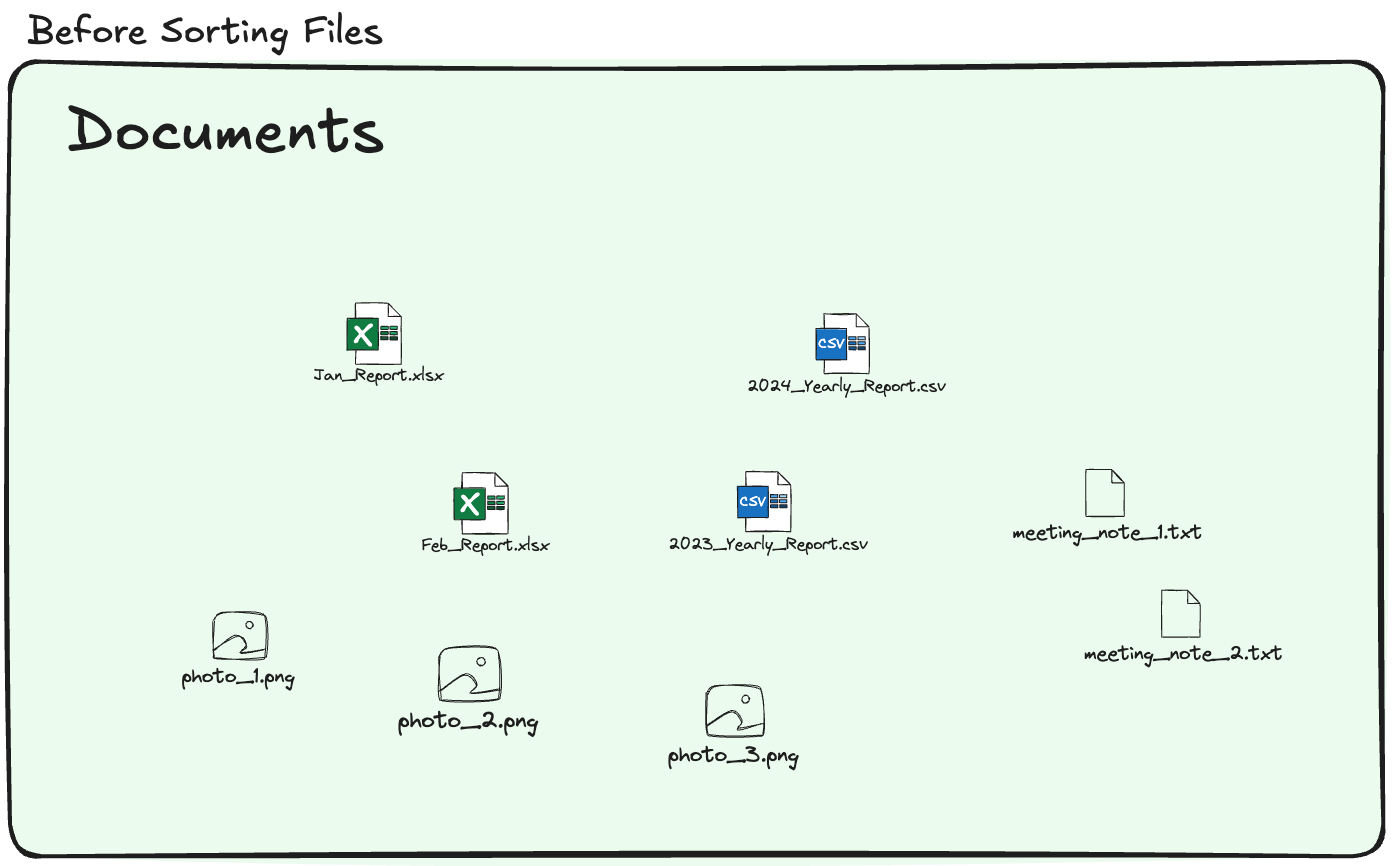 Before Sorting Files
Documents
X
Jan_Report.xlsx
CSV
2024_Yearly_Report.csv
X
Feb_Report.xlsx
CSV
2023_Yearly_Report.csv
meeting_note_1.txt
meeting_note_2.txt
photo_1.png
photo_2.png
photo_3.png